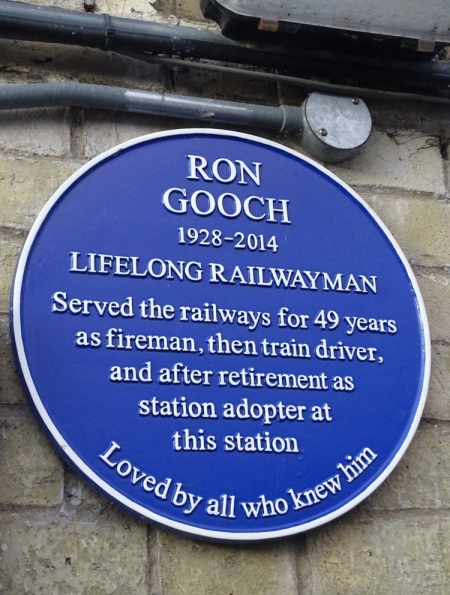 RON
GOOCH
1928-2014
LIFELONG RAILWAYMAN
Served the railways for 49 years
as fireman, then train driver,
and after retirement as
station adopter at
this station
Loved by all who knew him